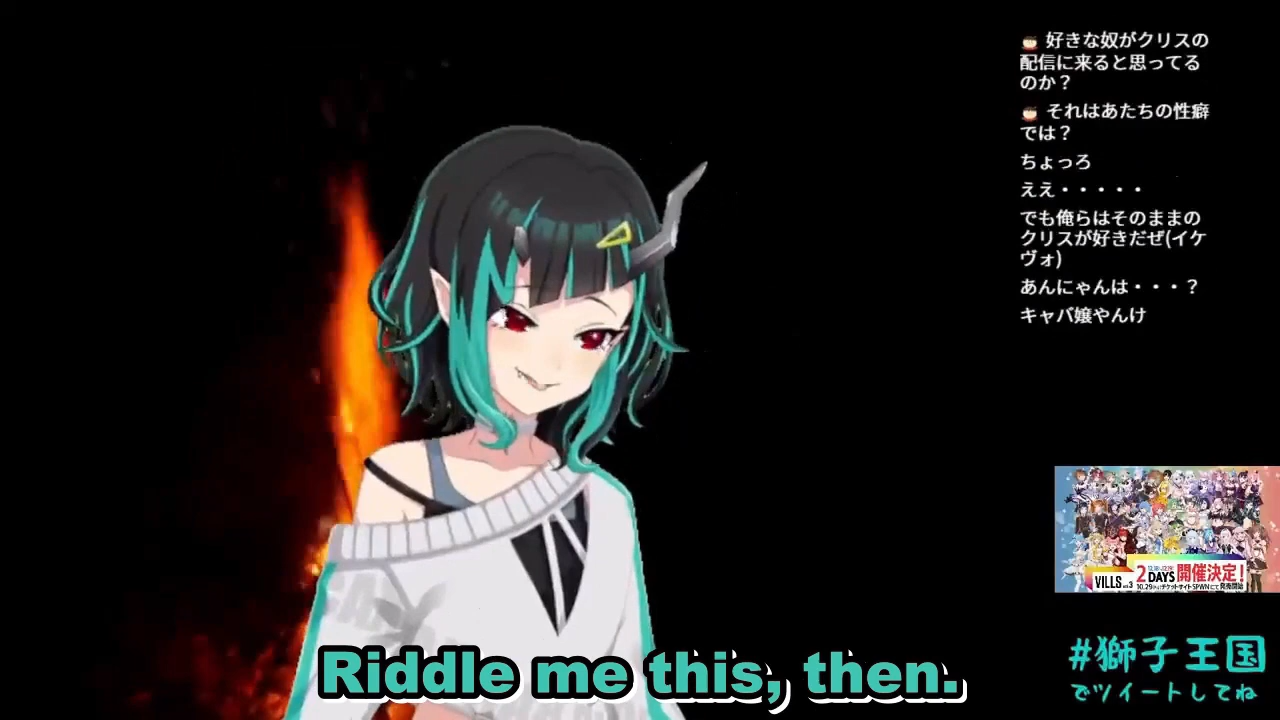 好きな奴がクリスの
配信に来ると思ってる
のか？
それはあたちの性癖
では？
ちょっろ
ええ・・・・・
でも俺らはそのままの
クリスが好きだぜ(イケ
ヴォ)
あんにゃんは・・・？
キャバ嬢やんけ
VILLS vol.3
2DAYS 開催決定!
#獅子王国
でツイートしてね
Riddle me this, then.